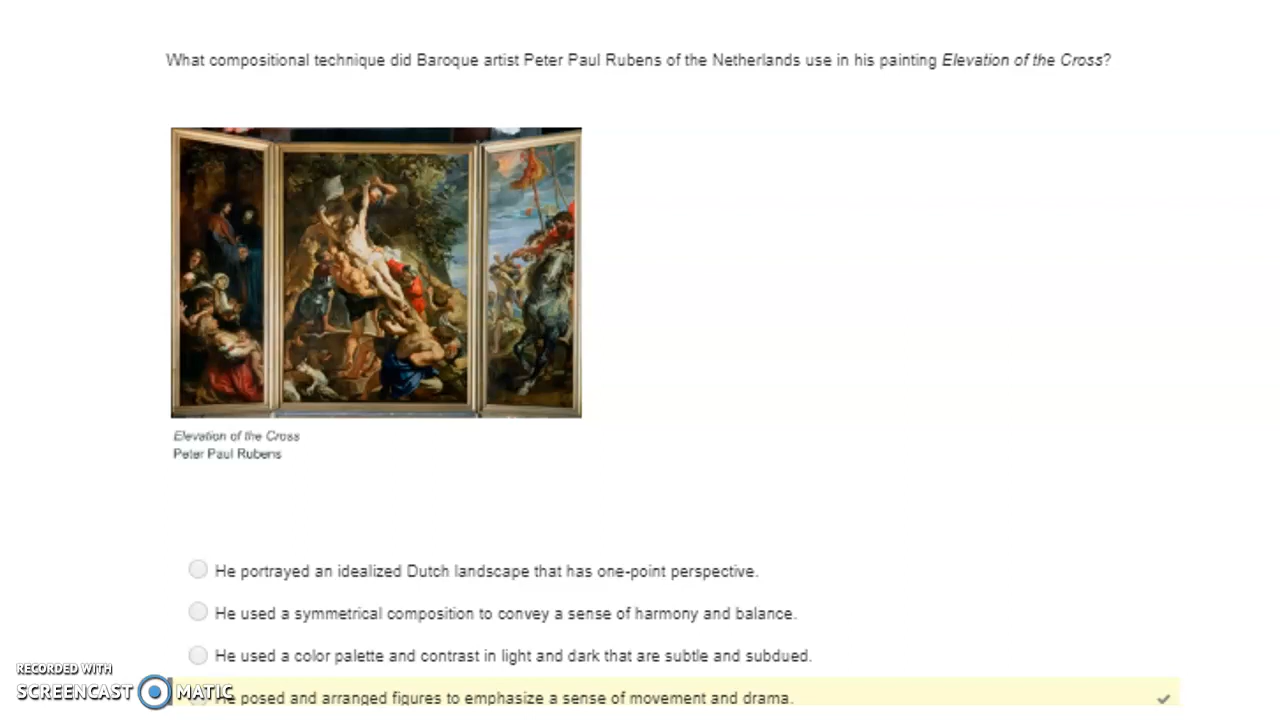 What compositional technique did Baroque artist Peter Paul Rubens of the Netherlands use in his painting Elevation of the Cross?
Elevation of the Cross
Peter Paul Rubens
He portrayed an idealized Dutch landscape that has one-point perspective.
He used a symmetrical composition to convey a sense of harmony and balance.
He used a color palette and contrast in light and dark that are subtle and subdued.
He posed and arranged figures to emphasize a sense of movement and drama.
RECORDED WITH
SCREENCAST MATIC